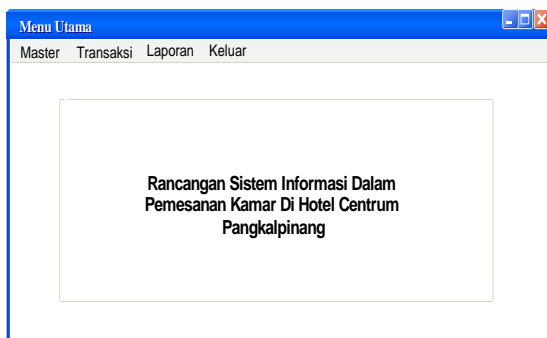 Menu Utama
Master Transaksi Laporan Keluar
Rancangan Sistem Informasi Dalam
Pemesanan Kamar Di Hotel Centrum
Pangkalpinang